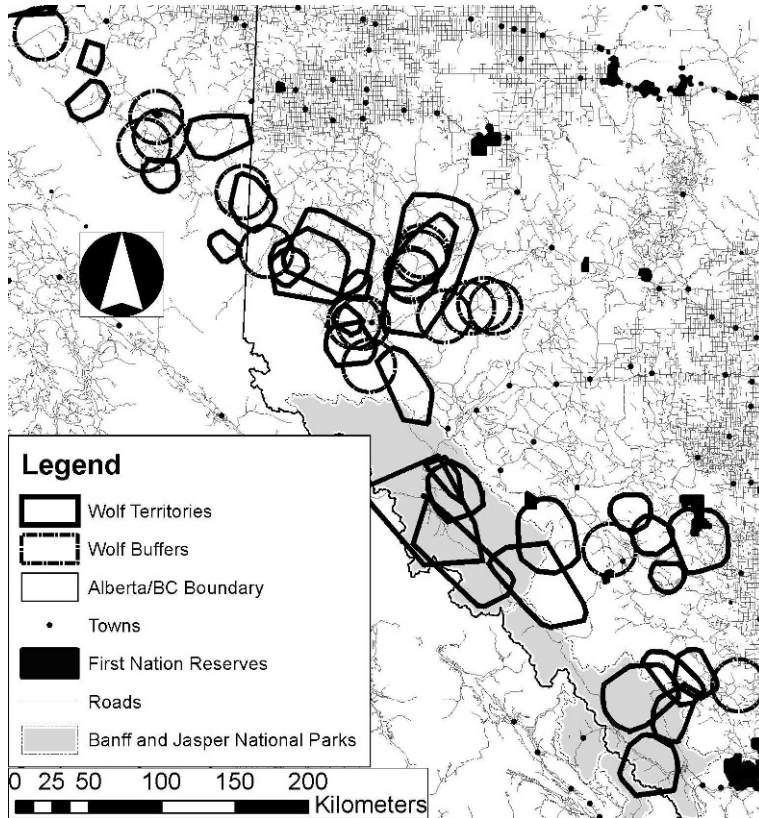 Legend
Wolf Territories
Wolf Buffers
Alberta/BC Boundary
Towns
First Nation Reserves
Roads
Banff and Jasper National Parks
0 25 50 100 150 200
Kilometers